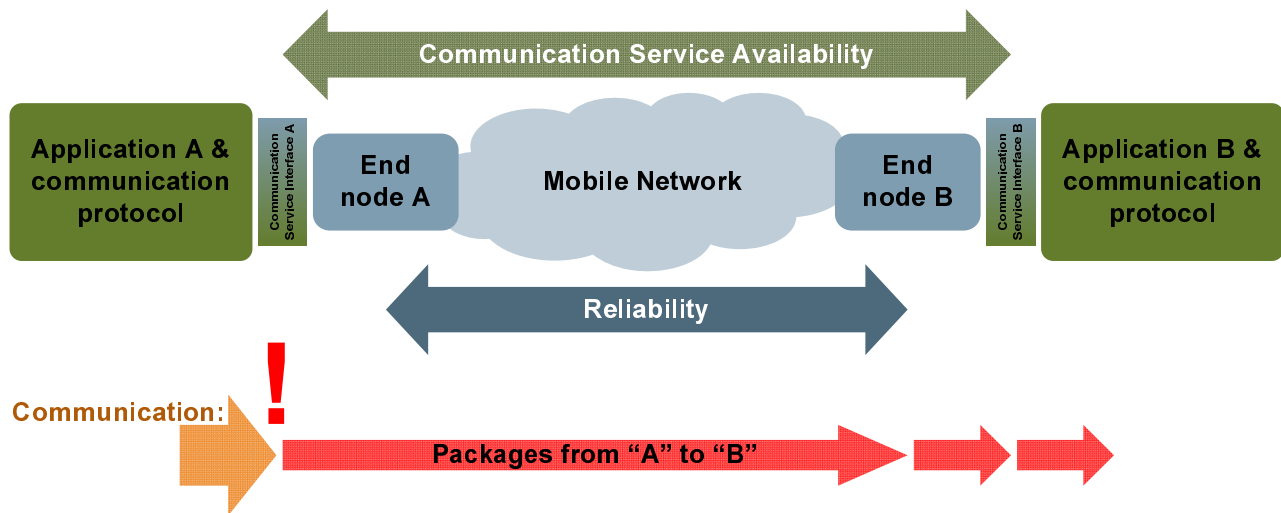 Communication Service Availability
Application A &
communication
protocol
Communication
Service Interface A
End
node A
Mobile Network
End
node B
Communication
Service Interface B
Application B &
communication
protocol
Reliability
!
Communication:
Packages from “A” to “B”